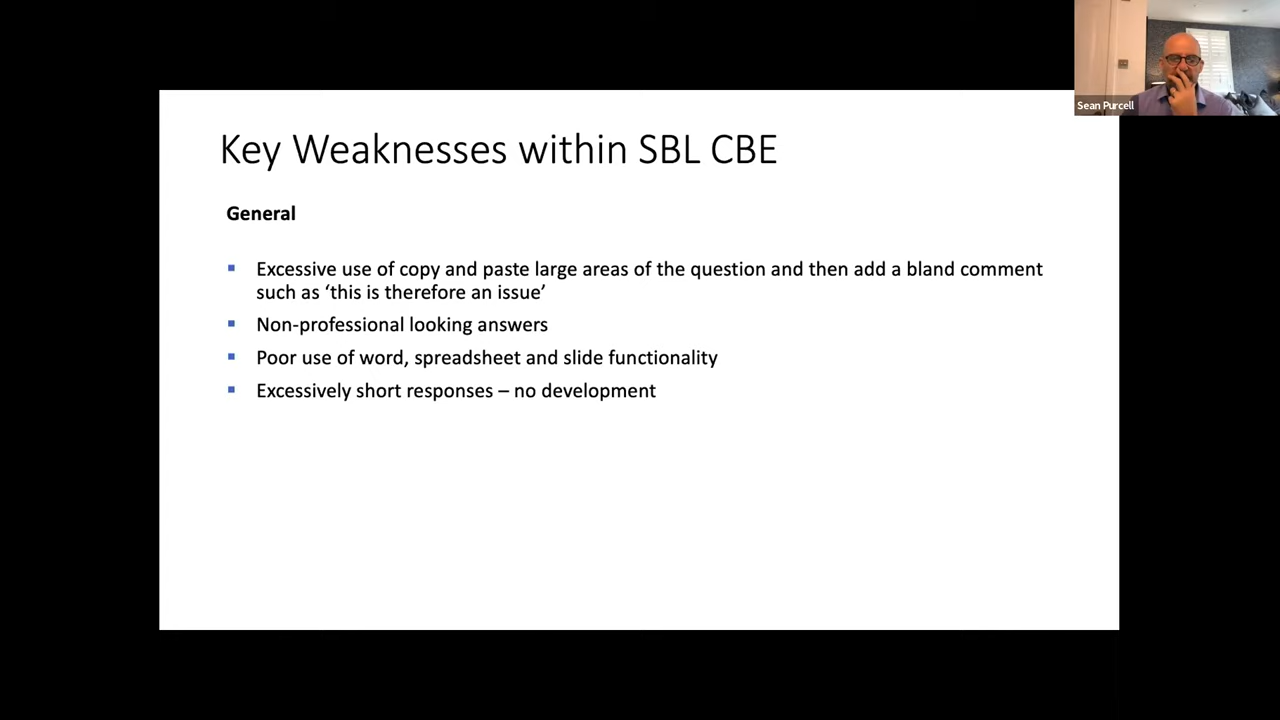 Sean Purcell
Key Weaknesses within SBL CBE
General
▪ Excessive use of copy and paste large areas of the question and then add a bland comment
such as ‘this is therefore an issue’
▪ Non-professional looking answers
▪ Poor use of word, spreadsheet and slide functionality
▪ Excessively short responses – no development